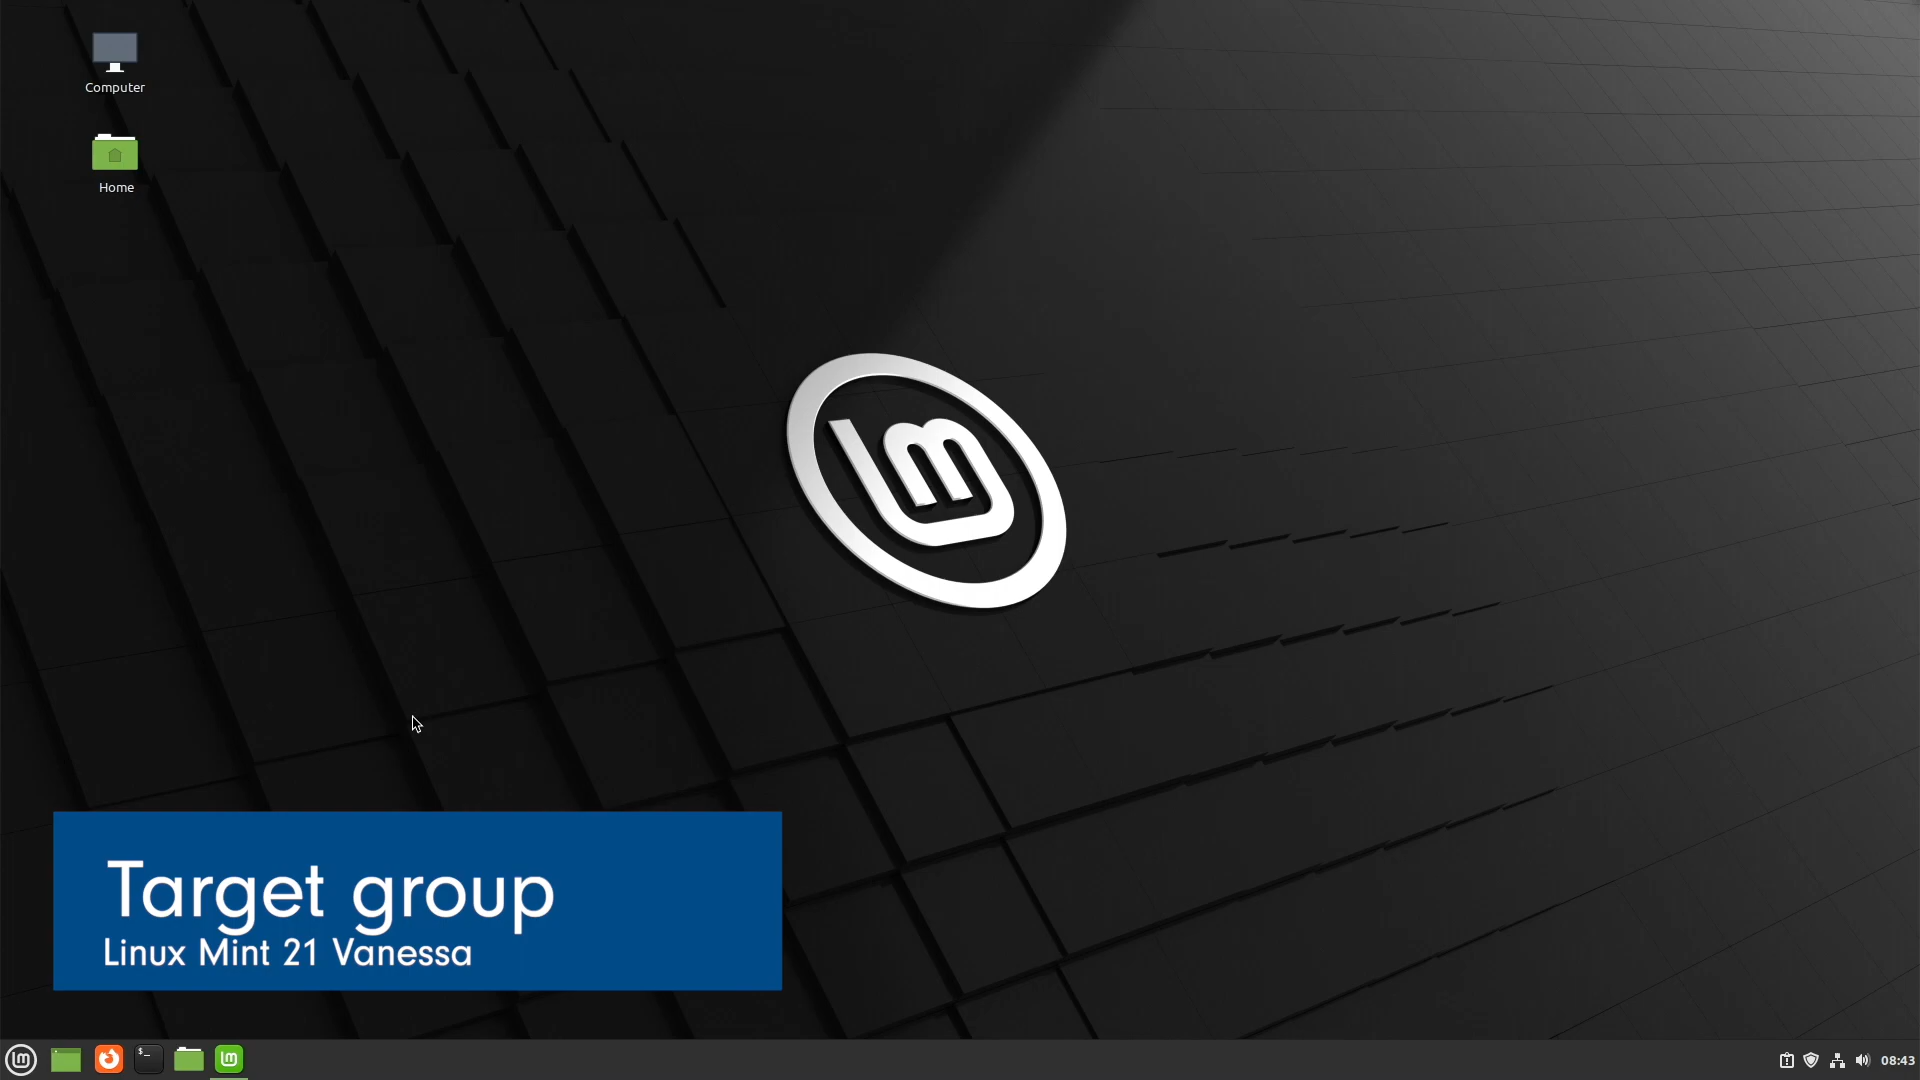 Computer
Home
Target group
Linux Mint 21 Vanessa
08:43